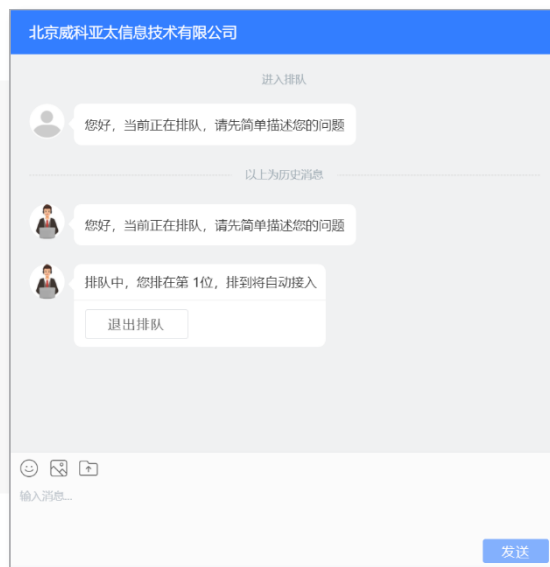 北京威科亚太信息技术有限公司
进入排队
您好，当前正在排队，请先简单描述您的问题
以上为历史消息
您好，当前正在排队，请先简单描述您的问题
排队中，您排在第 1位，排到将自动接入
退出排队
输入消息...
发送